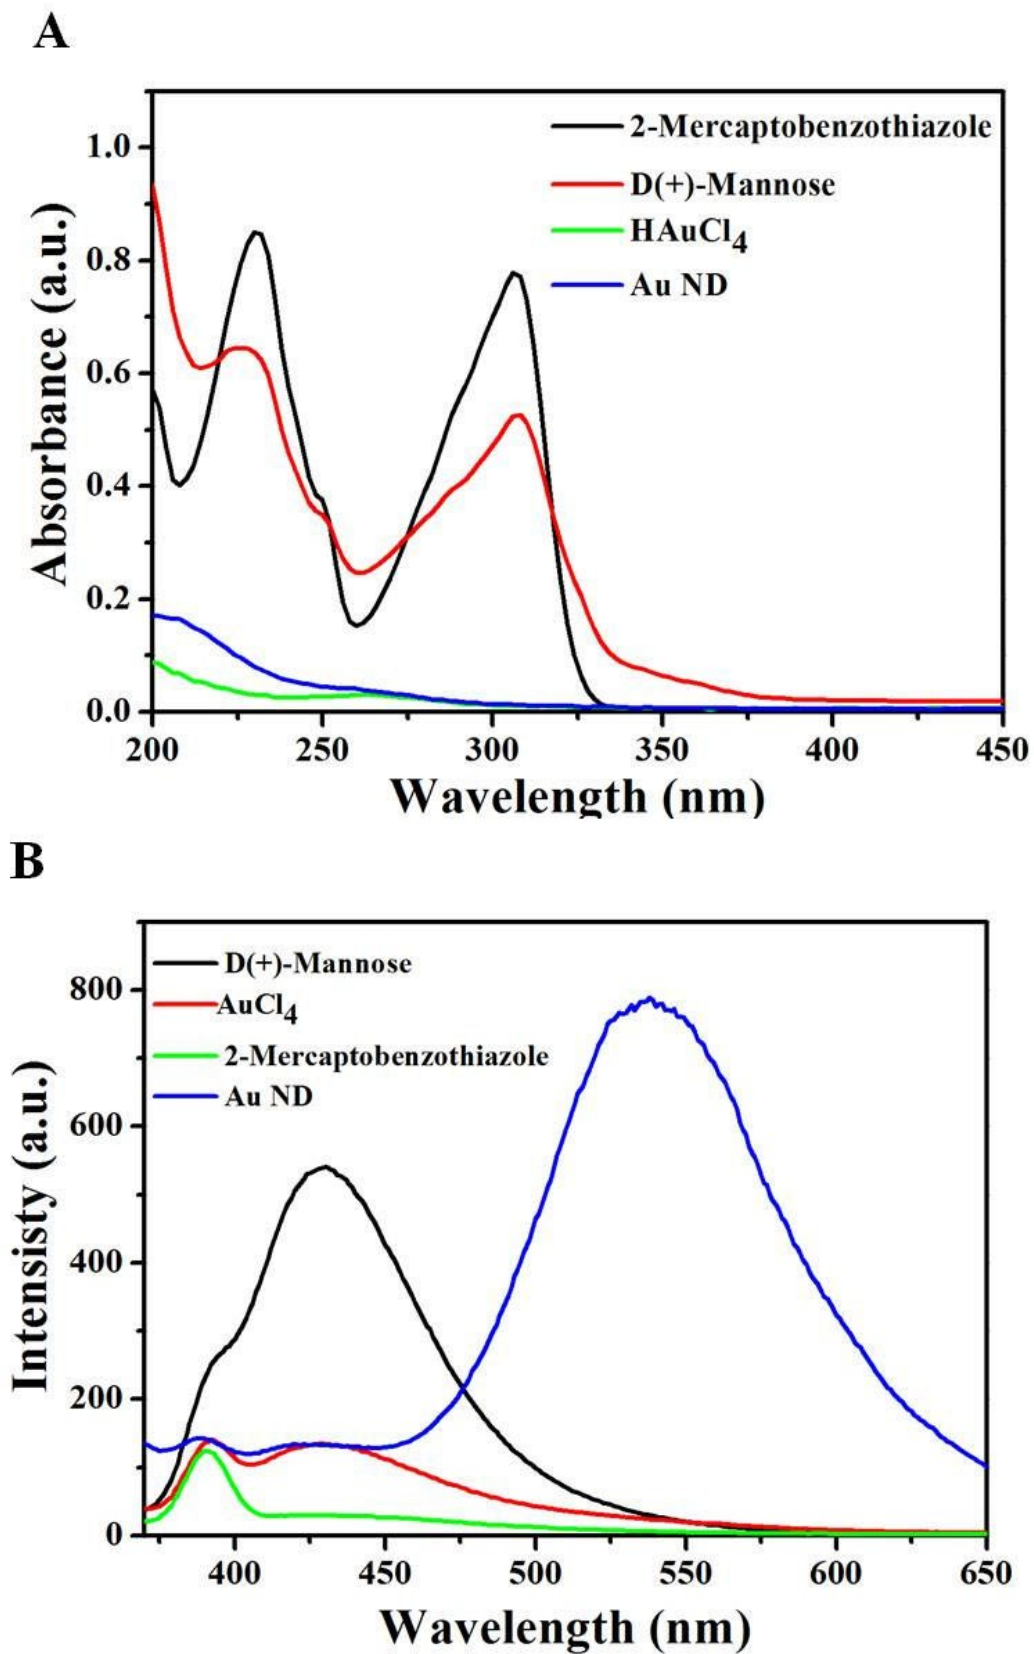 A
2-Mercaptobenzothiazole
D(+)-Mannose
HAuCl4
Au ND
Absorbance (a.u.)
1.0
0.8
0.6
0.4
0.2
0.0
200 250 300 350 400 450
Wavelength (nm)
B
D(+)-Mannose
AuCl4
2-Mercaptobenzothiazole
Au ND
Intensisty (a.u.)
800
600
400
200
0
400 450 500 550 600 650
Wavelength (nm)